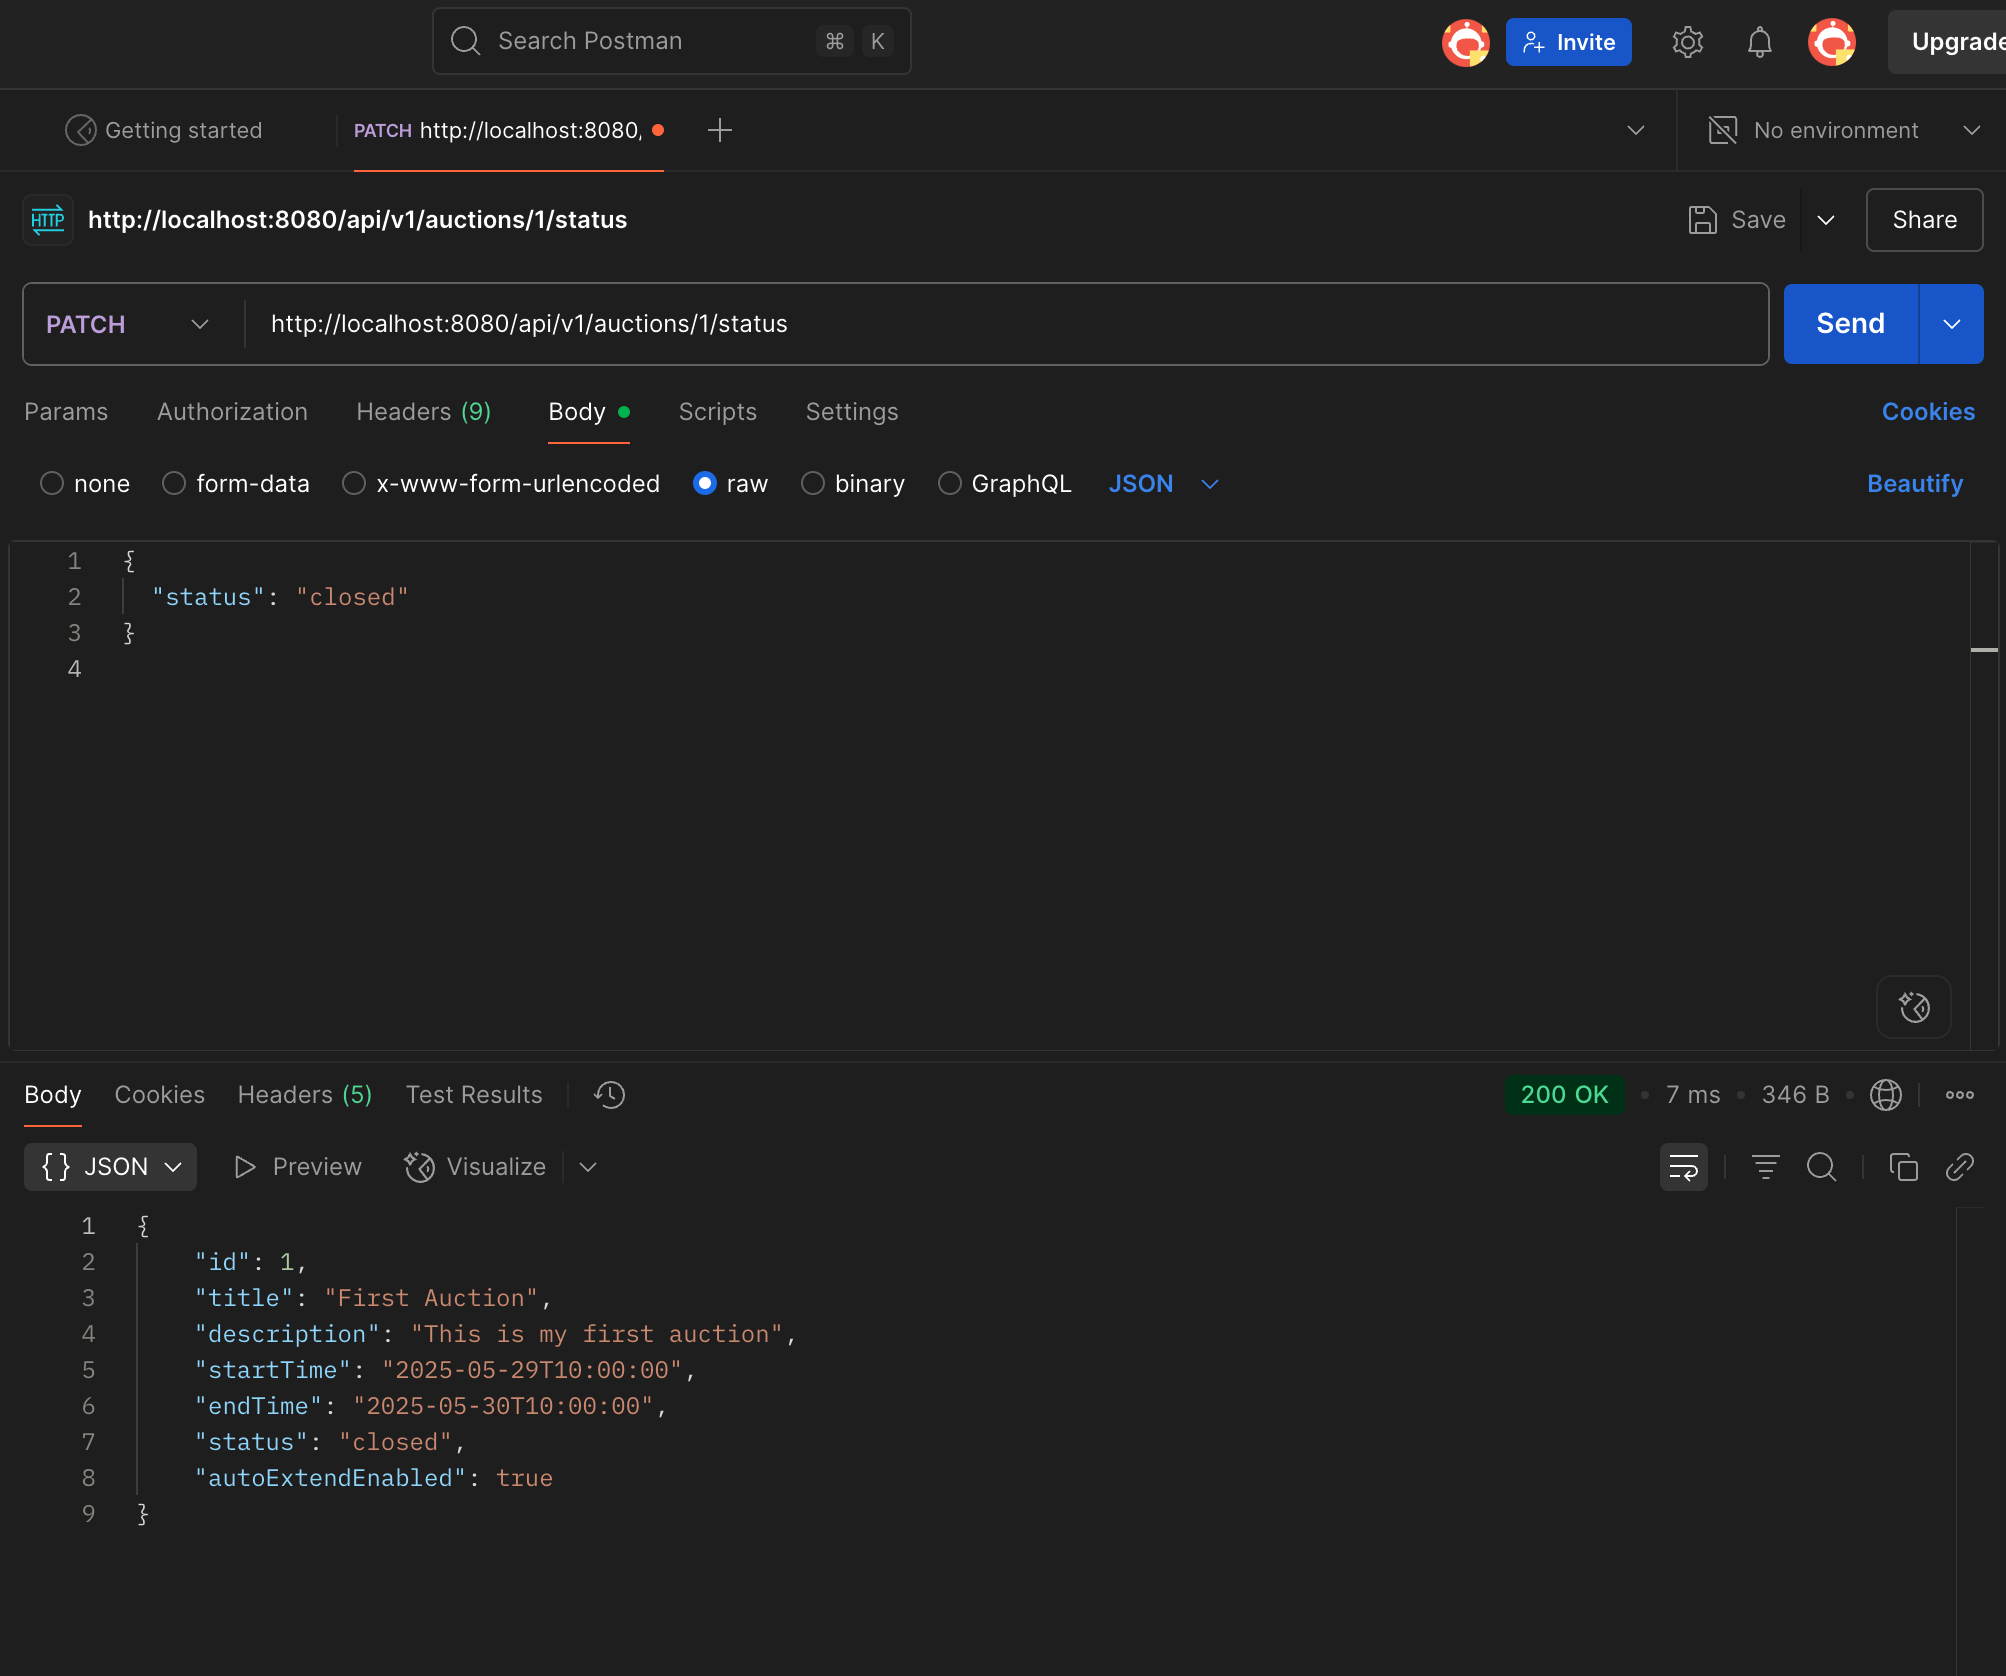 Search Postman ⌘ K Invite Upgrade
Getting started PATCH http://localhost:8080, No environment
HTTP http://localhost:8080/api/v1/auctions/1/status Save Share
PATCH http://localhost:8080/api/v1/auctions/1/status Send
Params Authorization Headers (9) Body Scripts Settings Cookies
none form-data x-www-form-urlencoded raw binary GraphQL JSON Beautify
1 {
2 "status": "closed"
3 }
4
Body Cookies Headers (5) Test Results 200 OK • 7 ms • 346 B •
{} JSON Preview Visualize
1 {
2 "id": 1,
3 "title": "First Auction",
4 "description": "This is my first auction",
5 "startTime": "2025-05-29T10:00:00",
6 "endTime": "2025-05-30T10:00:00",
7 "status": "closed",
8 "autoExtendEnabled": true
9 }